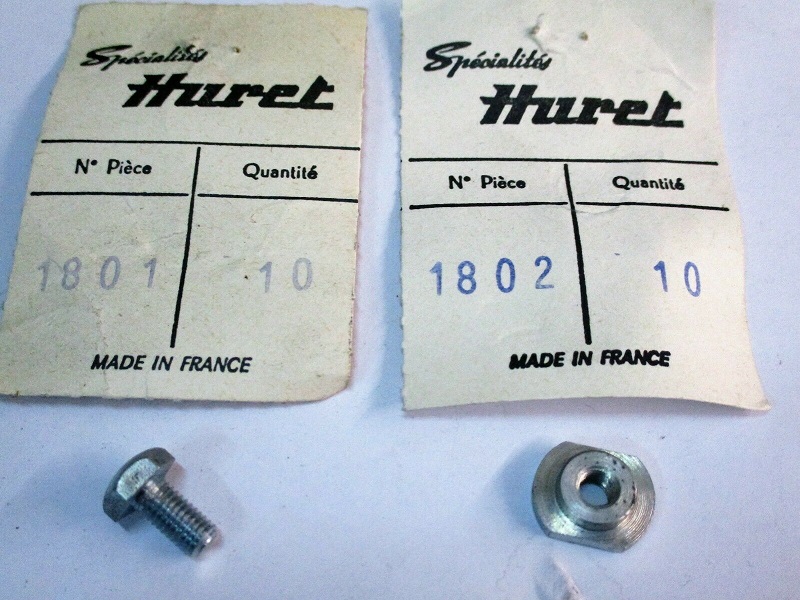 Spécialités
Huret
N° Pièce Quantité
1801 10
MADE IN FRANCE
Spécialités
Huret
N° Pièce Quantité
1802 10
MADE IN FRANCE